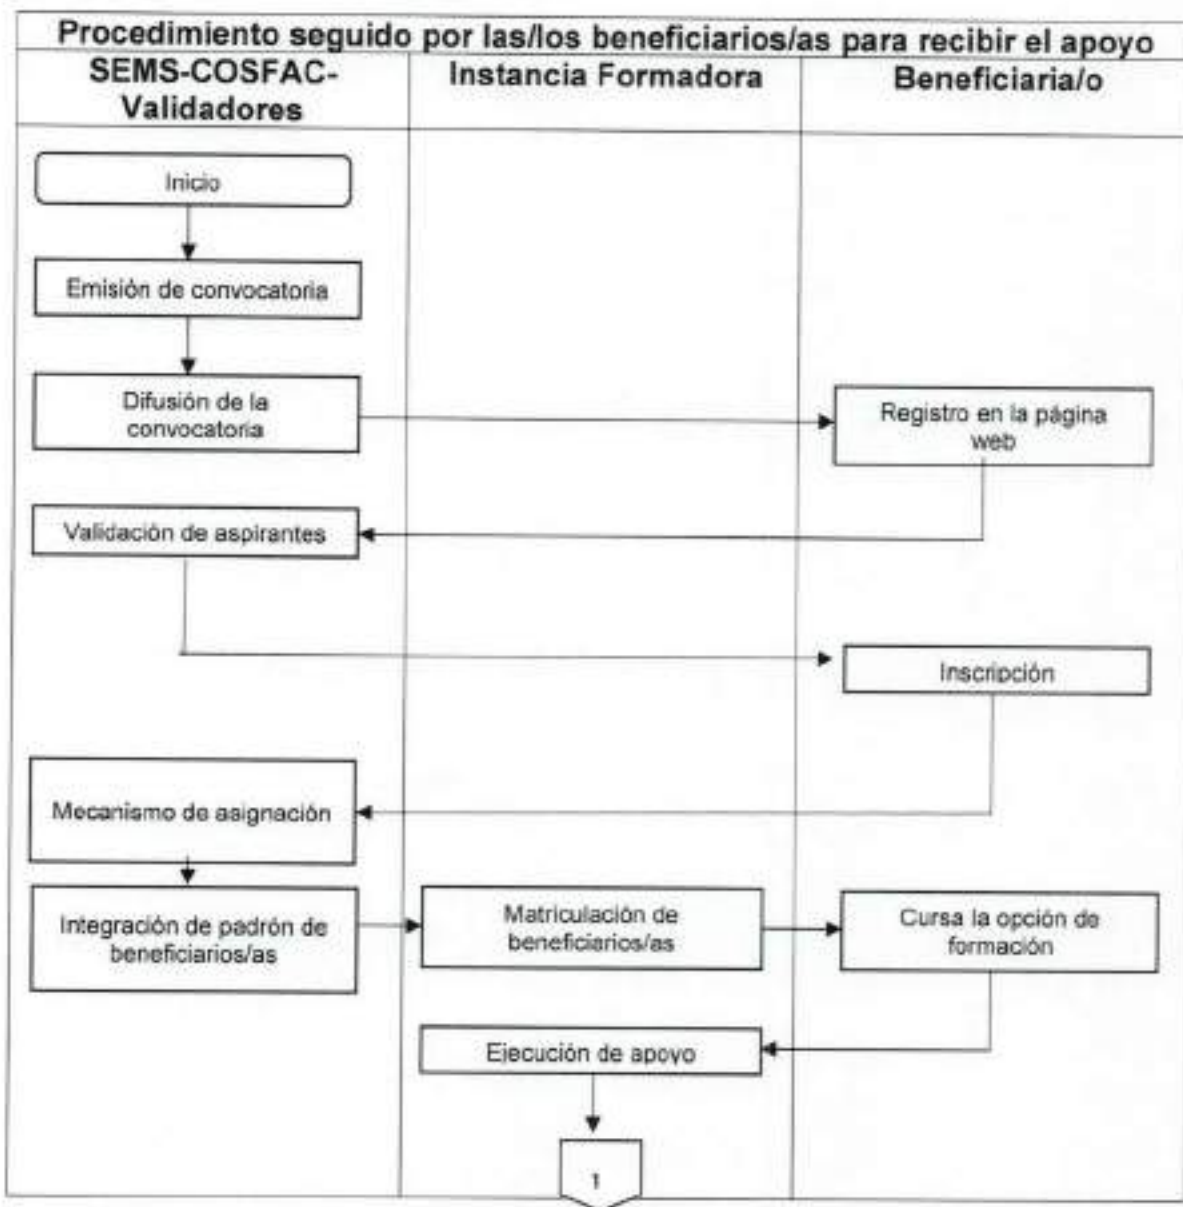 Procedimiento seguido por las/los beneficiarios/as para recibir el apoyo
SEMS-COSFAC-
Validadores
Instancia Formadora
Beneficiaria/o
Inicio
Emisión de convocatoria
Difusión de la
convocatoria
Registro en la página
web
Validación de aspirantes
Inscripción
Mecanismo de asignación
Integración de padrón de
beneficiarios/as
Matriculación de
beneficiarios/as
Cursa la opción de
formación
Ejecución de apoyo
1